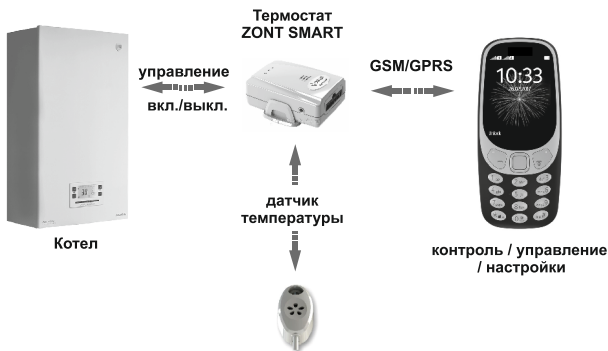 Термостат
ZONT SMART
управление
вкл./выкл.
GSM/GPRS
10:33
Котел
датчик
температуры
контроль / управление
/ настройки